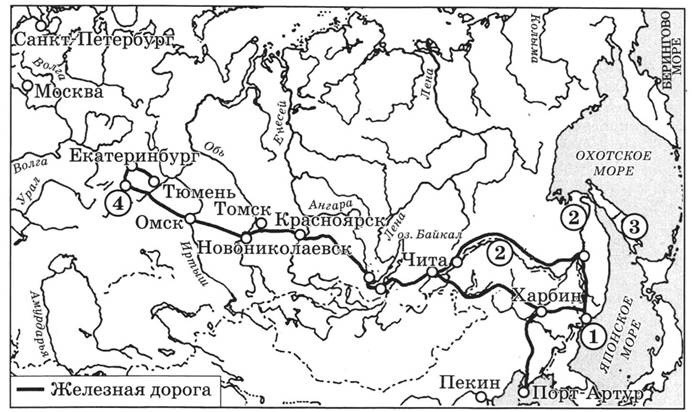 Санкт-Петербург
Волга
Москва
Волга
Урал
Екатеринбург
4
Тюмень
Обь
Енисей
Лена
Колыма
БЕРИНГОВО
МОРЕ
ОХОТСКОЕ
МОРЕ
Омск
Томск
Ангара
Красноярск
Лена
оз. Байкал
Новониколаевск
Иртыш
Чита
2
2
3
Харбин
1
ЯПОНСКОЕ
МОРЕ
Амударья
Пекин
Порт-Артур
Железная дорога